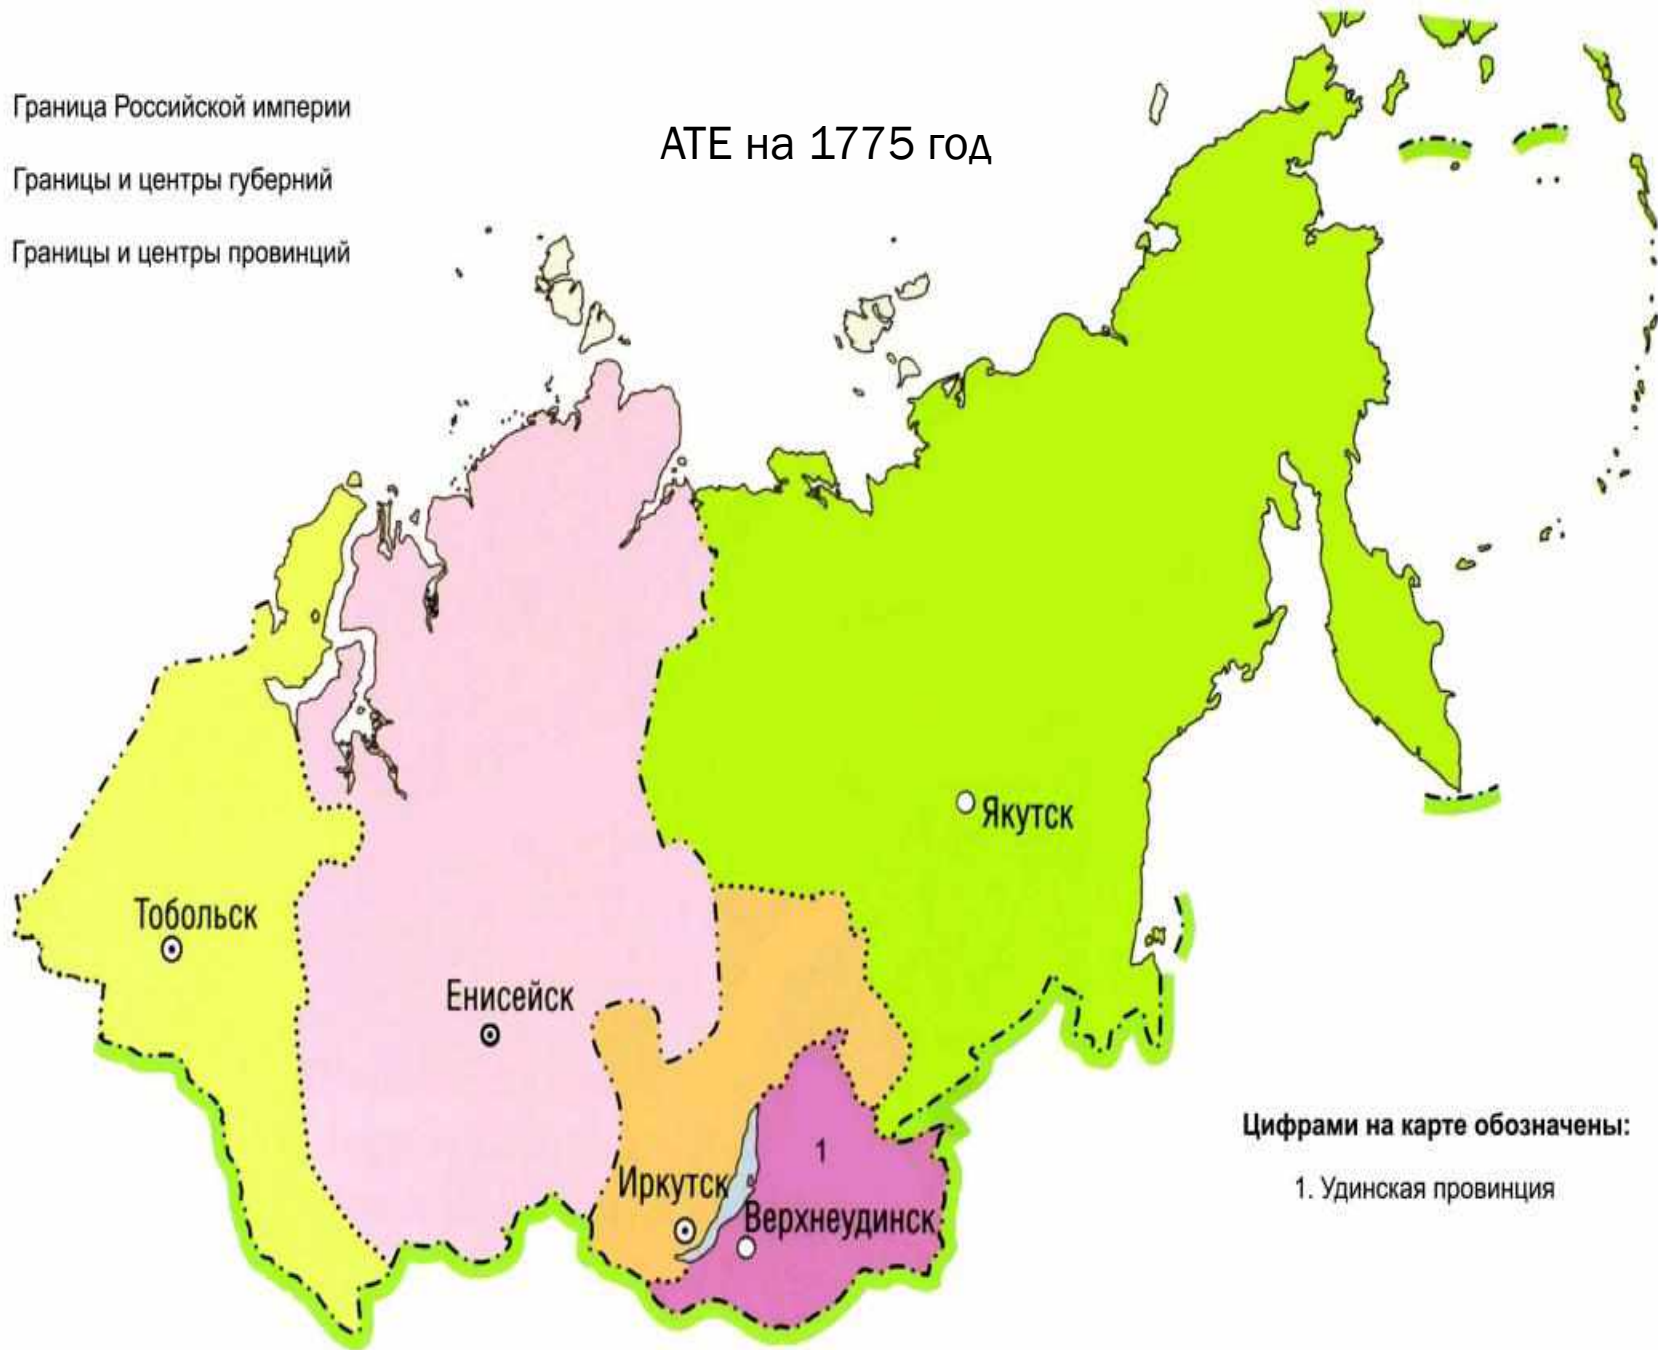 Граница Российской империи
АТЕ на 1775 год
Границы и центры губерний
Границы и центры провинций
Якутск
Тобольск
Енисейск
Иркутск
1
Верхнеудинск
Цифрами на карте обозначены:
1. Удинская провинция